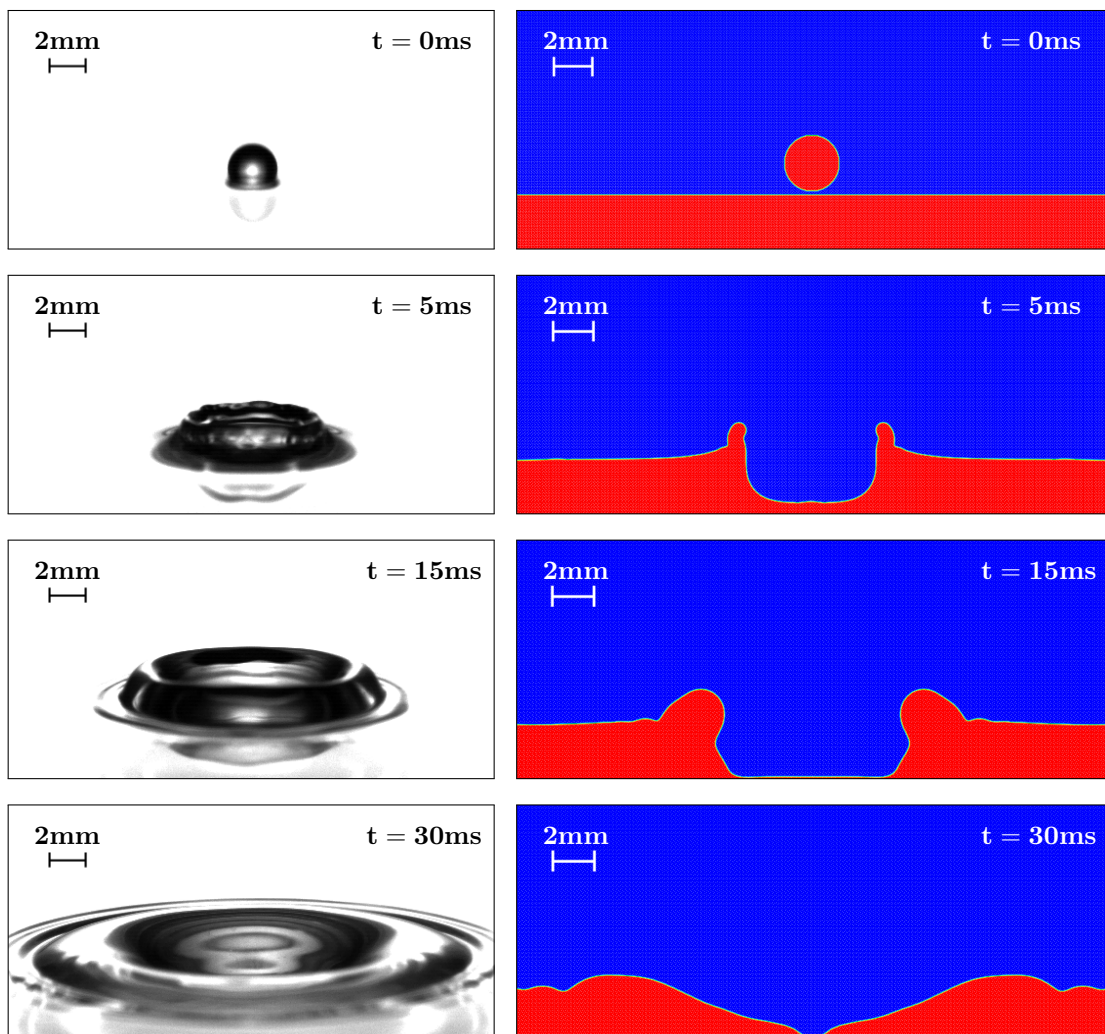 2mm t = 0ms
2mm t = 0ms
2mm t = 5ms
2mm t = 5ms
2mm t = 15ms
2mm t = 15ms
2mm t = 30ms
2mm t = 30ms